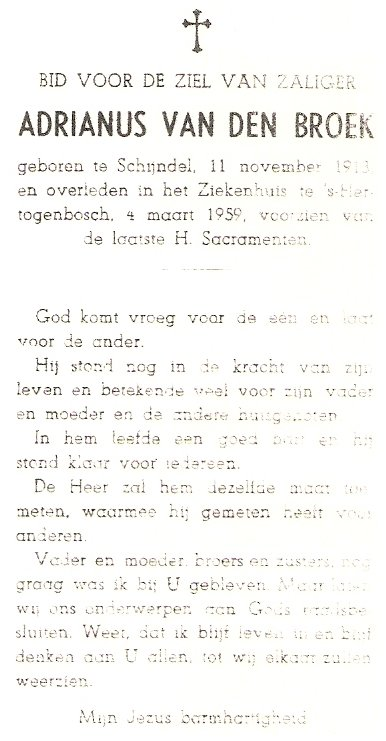 BID VOOR DE ZIEL VAN ZALIGER
ADRIANUS VAN DEN BROEK
geboren te Schijndel, 11 november
en overleden in het Ziekenhuis te 's-Her-
togenbosch, 4 maart 1959, voorzien van
de laatste H. Sacramenten.
God komt vroeg voor de een en laat
voor de ander.
Hij stond nog in de kracht van zijn
leven en betekende veel voor zijn vader
en moeder en de andere huisgenoten.
In hem leefde een goed hart en hij
stond klaar voor iedereen.
De Heer zal hem dezelfde maat toe-
meten, waarmee hij gemeten heeft voor
anderen.
Vader en moeder, broers en zusters, nog
graag was ik bij U gebleven. Maar laten
wij ons onderwerpen aan Gods raadsbe-
sluiten. Weet, dat ik blijf leven en blijf
denken aan U allen, tot wij elkaar zullen
weerzien.
Mijn Jezus barmhartigheid